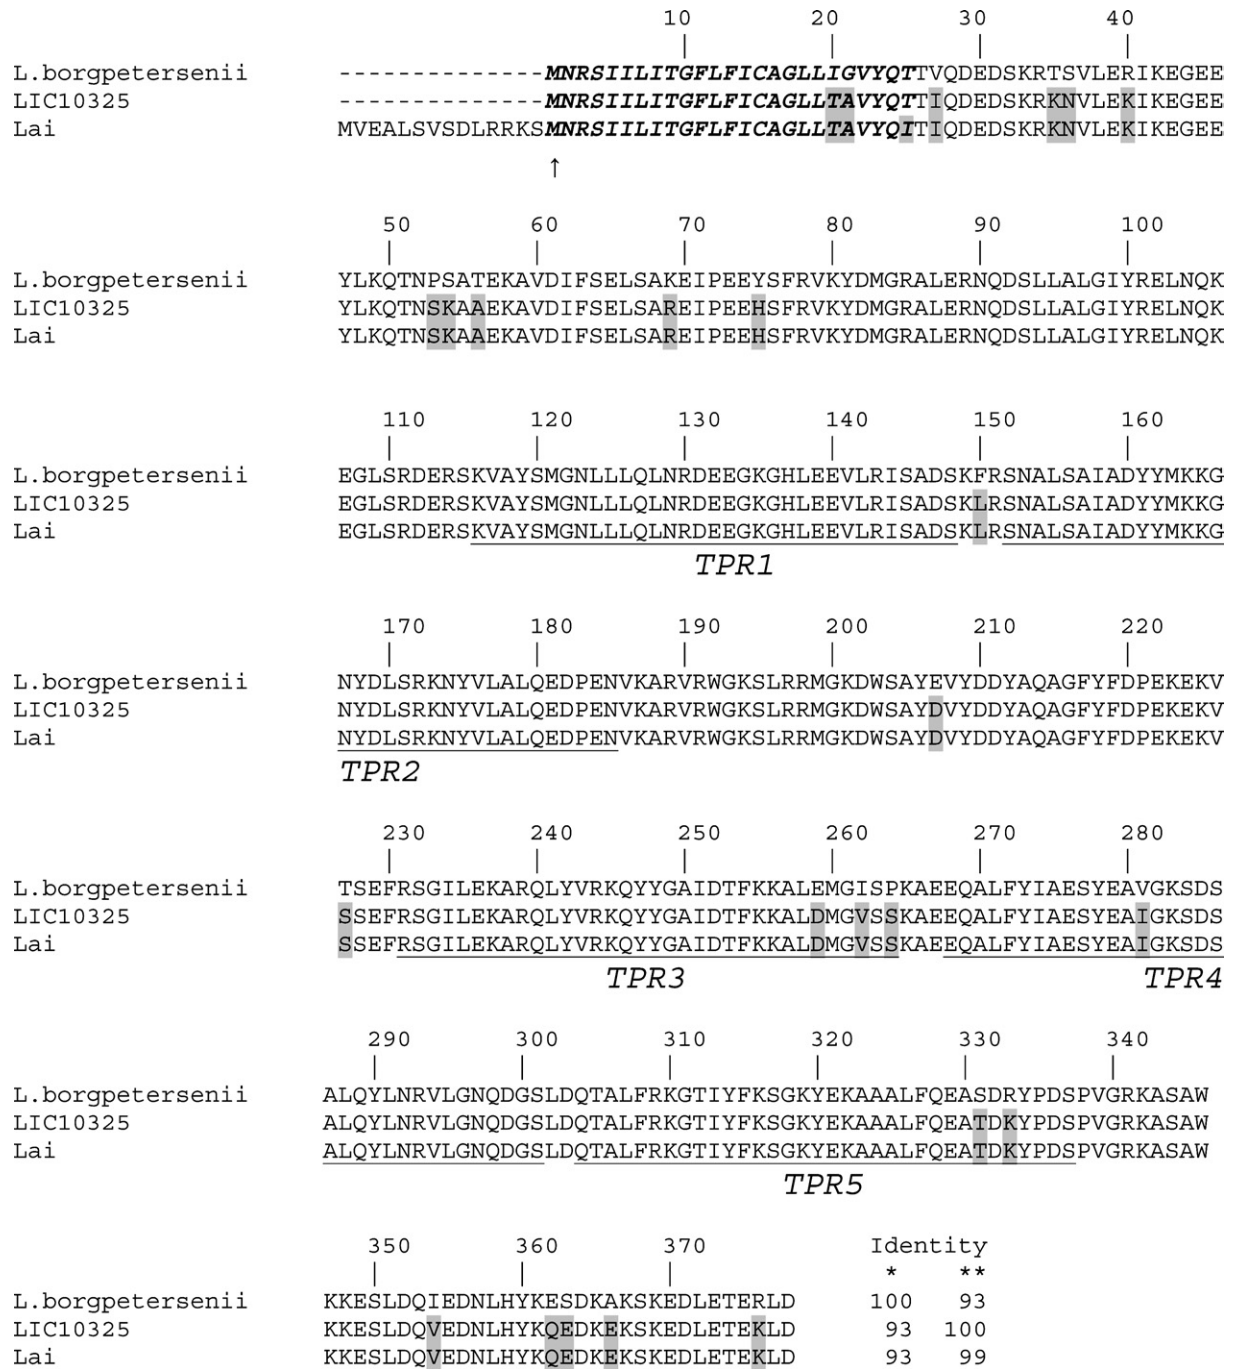 10 20 30 40
L.borgpetersenii --------------MNRSIILITGFLFICAGLLIGVYQTTVQDEDSKRTSVLERIKEGEE
LIC10325 --------------MNRSIILITGFLFICAGLLTAVYQTTIQDEDSKRKNVLEKIKEGEE
Lai MVEALSVSDLRRKSMNRSIILITGFLFICAGLLTAVYQITIQDEDSKRKNVLEKIKEGEE
↑
50 60 70 80 90 100
L.borgpetersenii YLKQTNPSATEKAVDIFSELSAKEIPEEYSFRVKYDMGRALERNQDSLLALGIYRELNQK
LIC10325 YLKQTNSKAAEKAVDIFSELSAREIPEEHSFRVKYDMGRALERNQDSLLALGIYRELNQK
Lai YLKQTNSKAAEKAVDIFSELSAREIPEEHSFRVKYDMGRALERNQDSLLALGIYRELNQK
110 120 130 140 150 160
L.borgpetersenii EGLSRDERSKVAYSMGNLLLQLNRDEEGKGHLEEVLRISADSKFRSNALSAIADYYMKKG
LIC10325 EGLSRDERSKVAYSMGNLLLQLNRDEEGKGHLEEVLRISADSKLRSNALSAIADYYMKKG
Lai EGLSRDERSKVAYSMGNLLLQLNRDEEGKGHLEEVLRISADSKLRSNALSAIADYYMKKG
TPR1
170 180 190 200 210 220
L.borgpetersenii NYDLSRKNYVLALQEDPENVKARVRWGKSLRRMGKDWSAYEVYDDYAQAGFYFDPEKEKV
LIC10325 NYDLSRKNYVLALQEDPENVKARVRWGKSLRRMGKDWSAYDVYDDYAQAGFYFDPEKEKV
Lai NYDLSRKNYVLALQEDPENVKARVRWGKSLRRMGKDWSAYDVYDDYAQAGFYFDPEKEKV
TPR2
230 240 250 260 270 280
L.borgpetersenii TSEFRSGILEKARQLYVRKQYYGAIDTFKKALEMGISPKAEEQALFYIAESYEAVGKSDS
LIC10325 SSEFRSGILEKARQLYVRKQYYGAIDTFKKALDMGVSSKAEEQALFYIAESYEAIGKSDS
Lai SSEFRSGILEKARQLYVRKQYYGAIDTFKKALDMGVSSKAEEQALFYIAESYEAIGKSDS
TPR3 TPR4
290 300 310 320 330 340
L.borgpetersenii ALQYLNRVLGNQDGSLDQTALFRKGTIYFKSGKYEKAAALFQEASDRYPDSPVGRKASAW
LIC10325 ALQYLNRVLGNQDGSLDQTALFRKGTIYFKSGKYEKAAALFQEATDKYPDSPVGRKASAW
Lai ALQYLNRVLGNQDGSLDQTALFRKGTIYFKSGKYEKAAALFQEATDKYPDSPVGRKASAW
TPR5
350 360 370 Identity
* **
L.borgpetersenii KKESLDQIEDNLHYKESDKAKSKEDLETERLD 100 93
LIC10325 KKESLDQVEDNLHYKQEDKEKSKEDLETEKLD 93 100
Lai KKESLDQVEDNLHYKQEDKEKSKEDLETEKLD 93 99